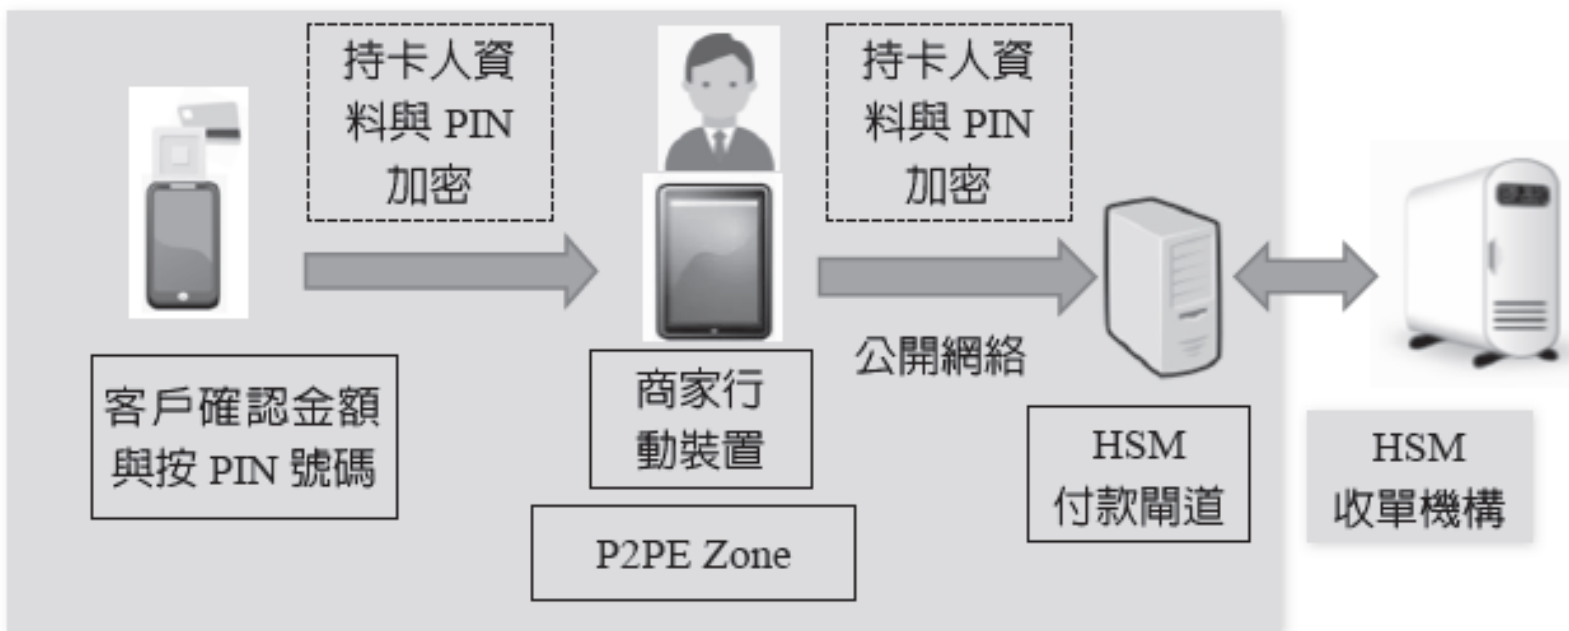 持卡人資
料與 PIN
加密
持卡人資
料與 PIN
加密
客戶確認金額
與按 PIN 號碼
商家行
動裝置
公開網絡
HSM
付款閘道
HSM
收單機構
P2PE Zone